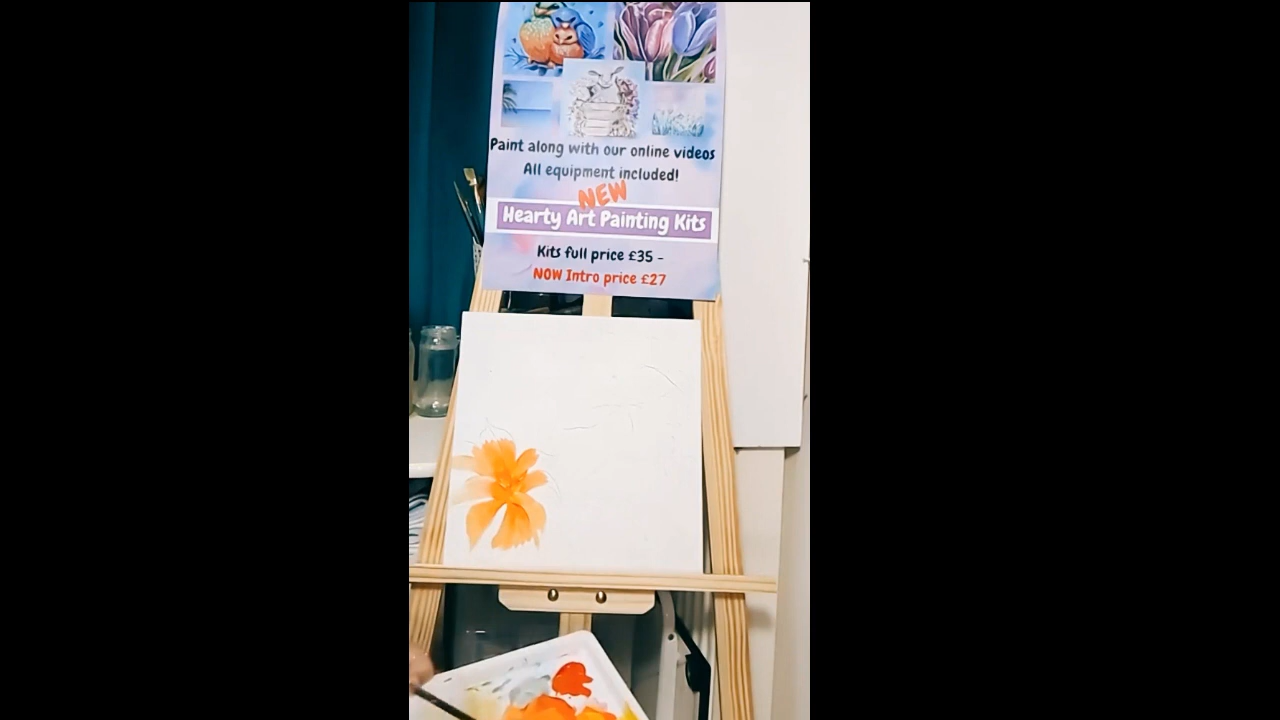 Paint along with our online videos
All equipment included!
NEW
Hearty Art Painting Kits
Kits full price £35 -
NOW Intro price £27